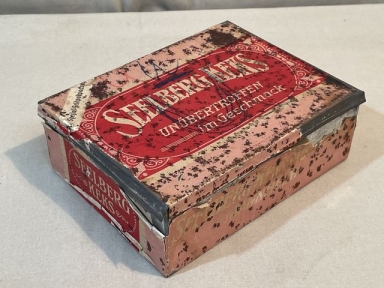 SEELBERG KEKS
UNÜBERTROFFEN
im Geschmack
SEELBERG-
KEKS